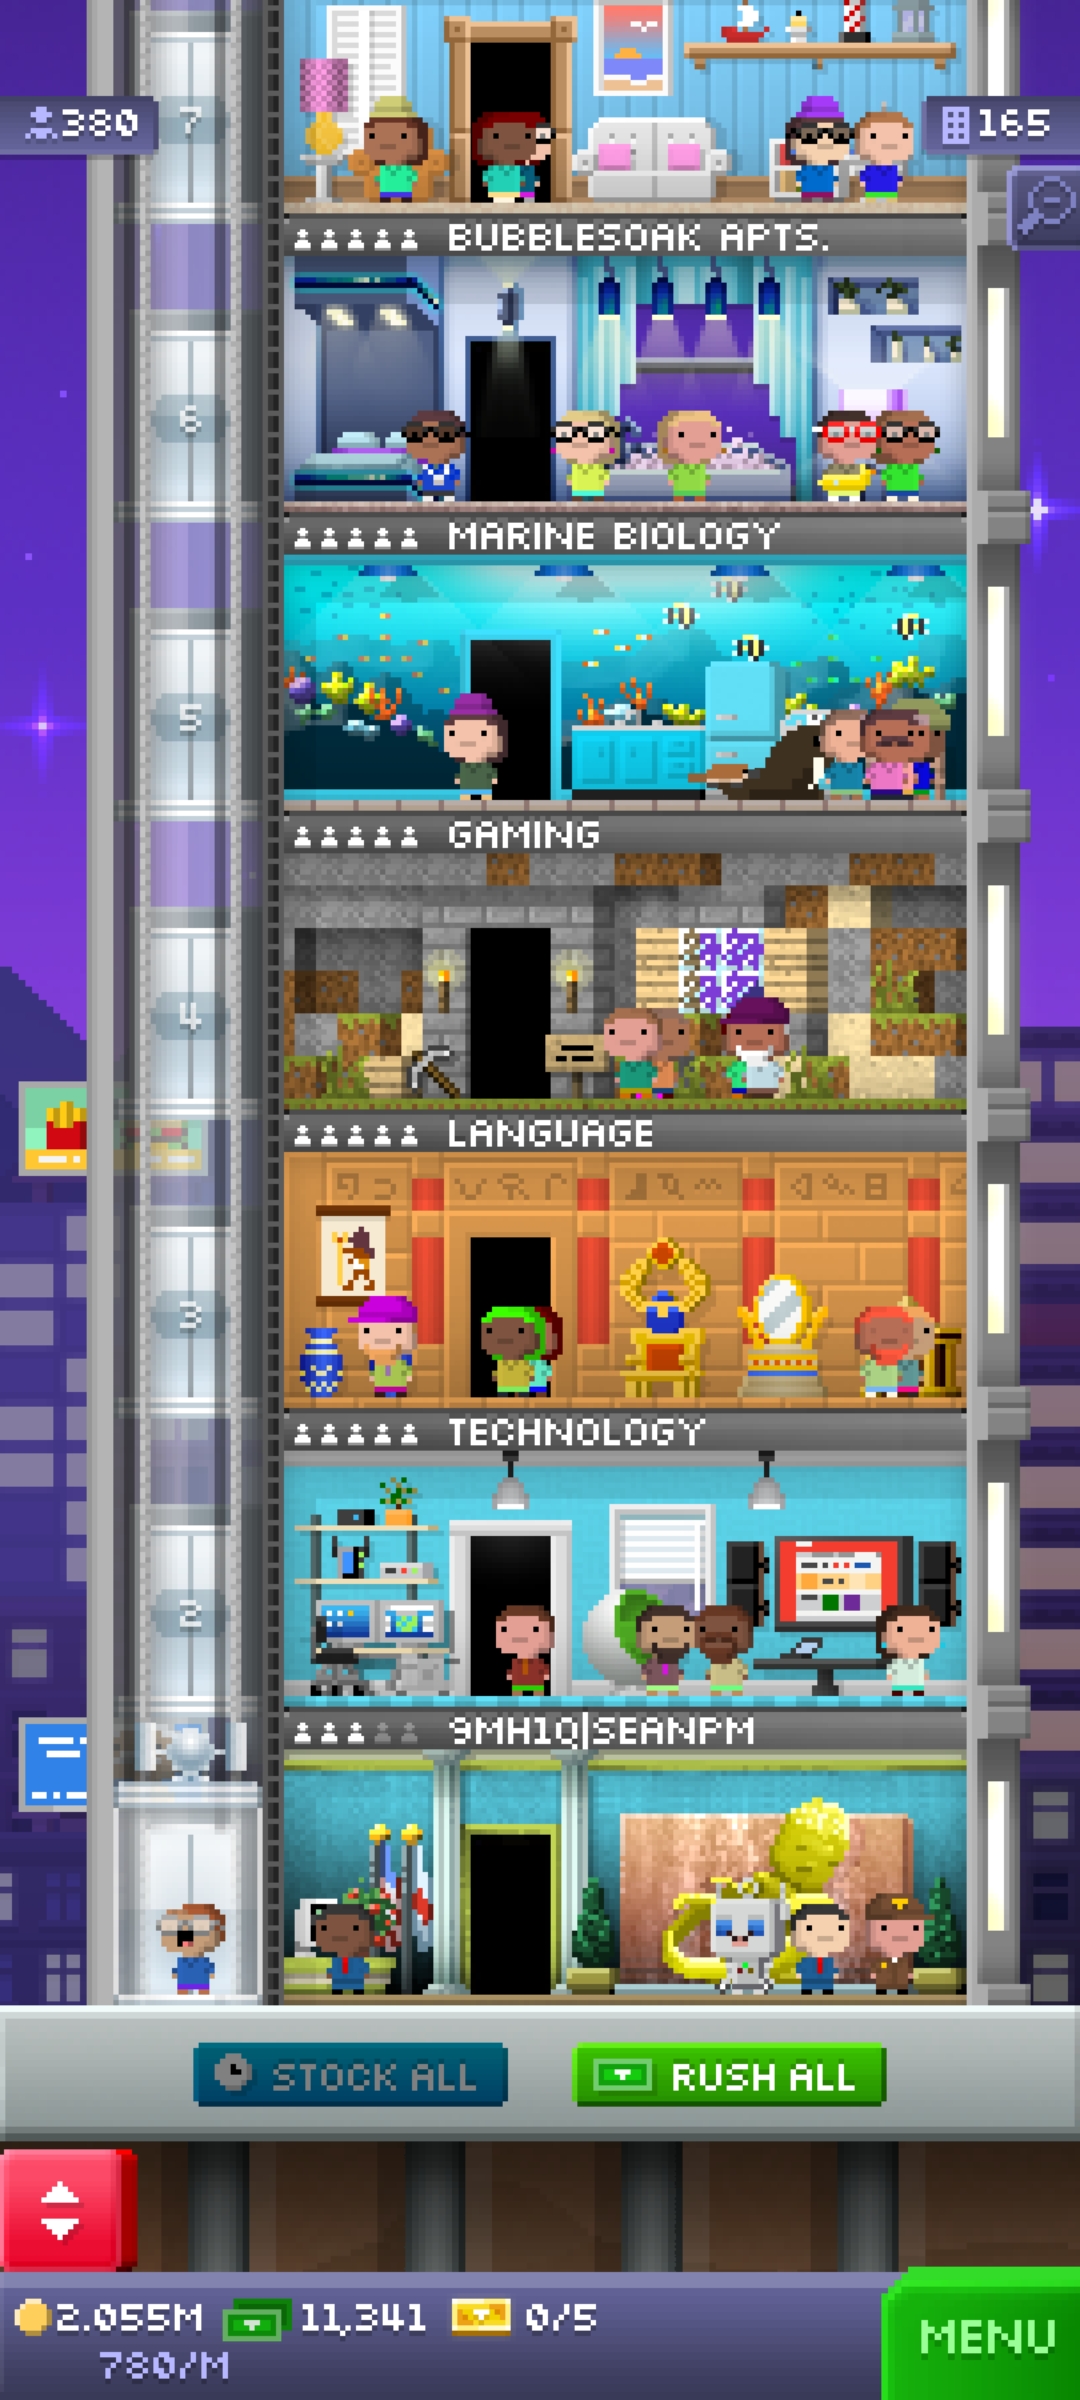 7
380
165
BUBBLESOAK APTS.
6
MARINE BIOLOGY
5
GAMING
4
LANGUAGE
3
TECHNOLOGY
2
9MH1Q|SEANPM
STOCK ALL
RUSH ALL
2.055M
11,341
0/5
780/M
MENU